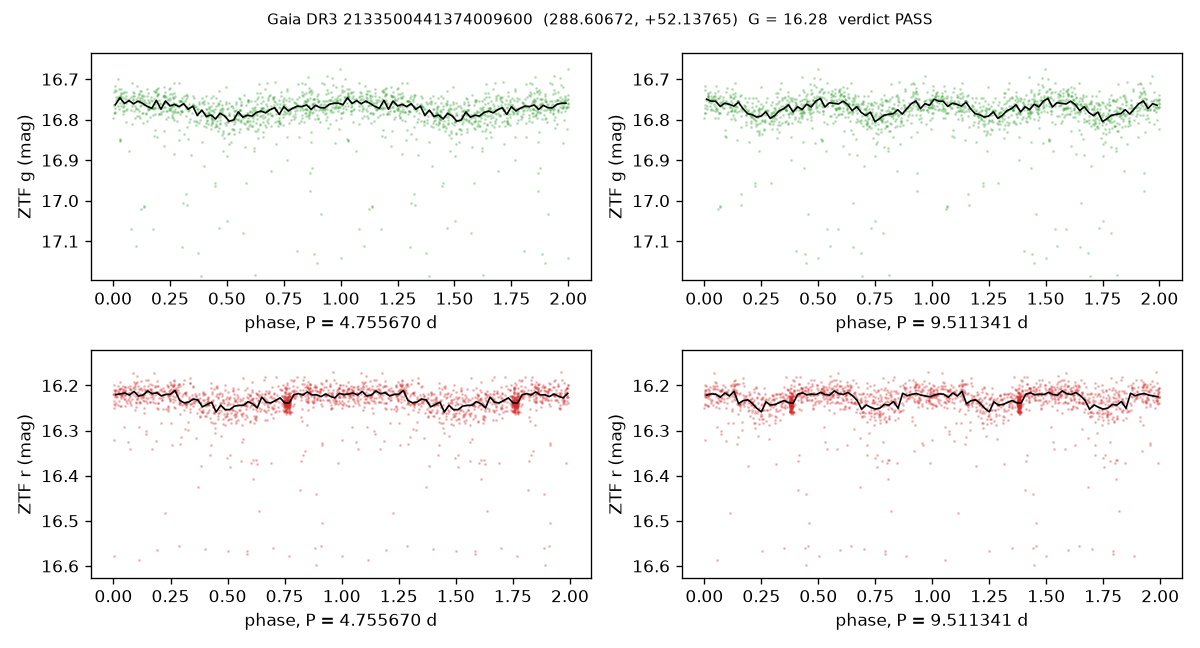 Gaia DR3 2133500441374009600  (288.60672, +52.13765)  G = 16.28  verdict PASS
ZTF g (mag)
16.7
16.8
16.9
17.0
17.1
0.00 0.25 0.50 0.75 1.00 1.25 1.50 1.75 2.00
phase, P = 4.755670 d
ZTF g (mag)
16.7
16.8
16.9
17.0
17.1
0.00 0.25 0.50 0.75 1.00 1.25 1.50 1.75 2.00
phase, P = 9.511341 d
ZTF r (mag)
16.2
16.3
16.4
16.5
16.6
0.00 0.25 0.50 0.75 1.00 1.25 1.50 1.75 2.00
phase, P = 4.755670 d
ZTF r (mag)
16.2
16.3
16.4
16.5
16.6
0.00 0.25 0.50 0.75 1.00 1.25 1.50 1.75 2.00
phase, P = 9.511341 d